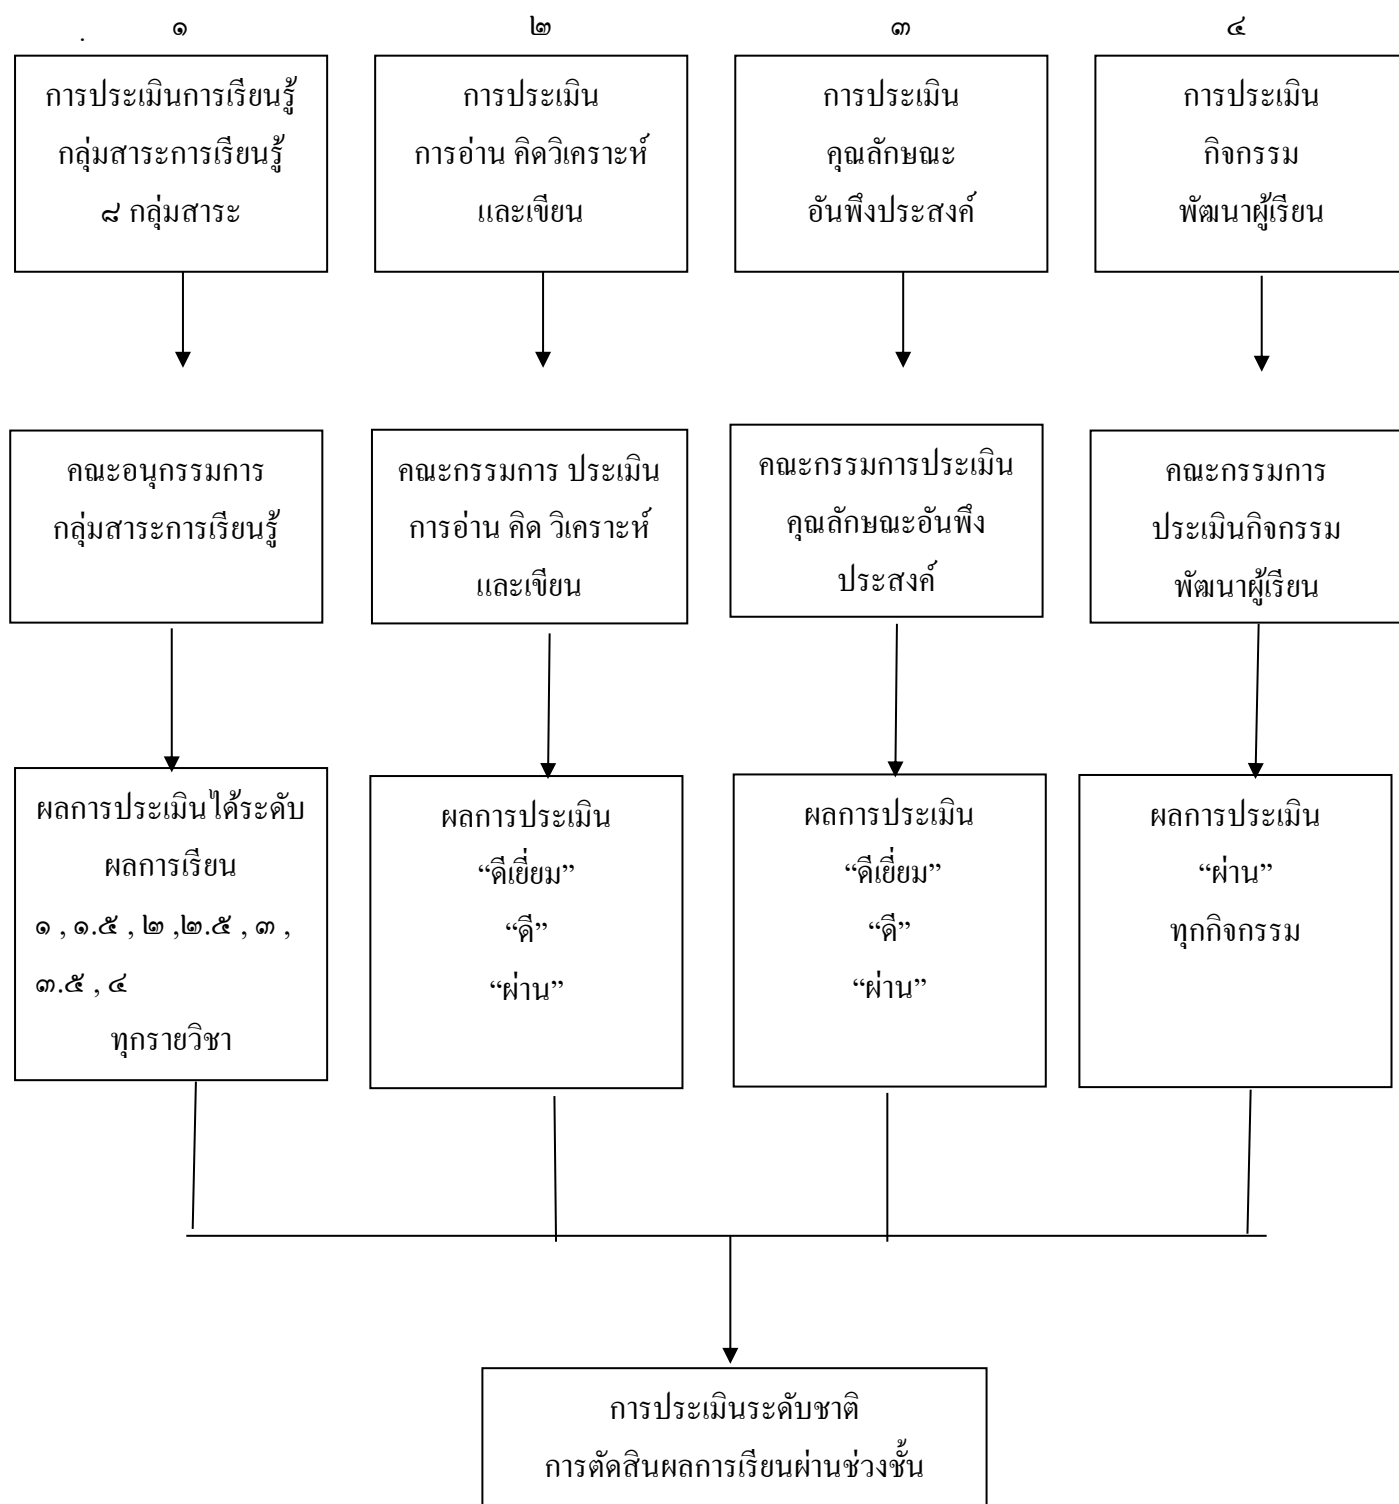 ๑ ๒ ๓ ๔
การประเมินการเรียนรู้
กลุ่มสาระการเรียนรู้
๘ กลุ่มสาระ
การประเมิน
การอ่าน คิดวิเคราะห์
และเขียน
การประเมิน
คุณลักษณะ
อันพึงประสงค์
การประเมิน
กิจกรรม
พัฒนาผู้เรียน
คณะอนุกรรมการ
กลุ่มสาระการเรียนรู้
คณะกรรมการ ประเมิน
การอ่าน คิด วิเคราะห์
และเขียน
คณะกรรมการประเมิน
คุณลักษณะอันพึง
ประสงค์
คณะกรรมการ
ประเมินกิจกรรม
พัฒนาผู้เรียน
ผลการประเมินได้ระดับ
ผลการเรียน
๑ , ๑.๕ , ๒ ,๒.๕ , ๓ ,
๓.๕ , ๔
ทุกรายวิชา
ผลการประเมิน
“ดีเยี่ยม”
“ดี”
“ผ่าน”
ผลการประเมิน
“ดีเยี่ยม”
“ดี”
“ผ่าน”
ผลการประเมิน
“ผ่าน”
ทุกกิจกรรม
การประเมินระดับชาติ
การตัดสินผลการเรียนผ่านช่วงชั้น